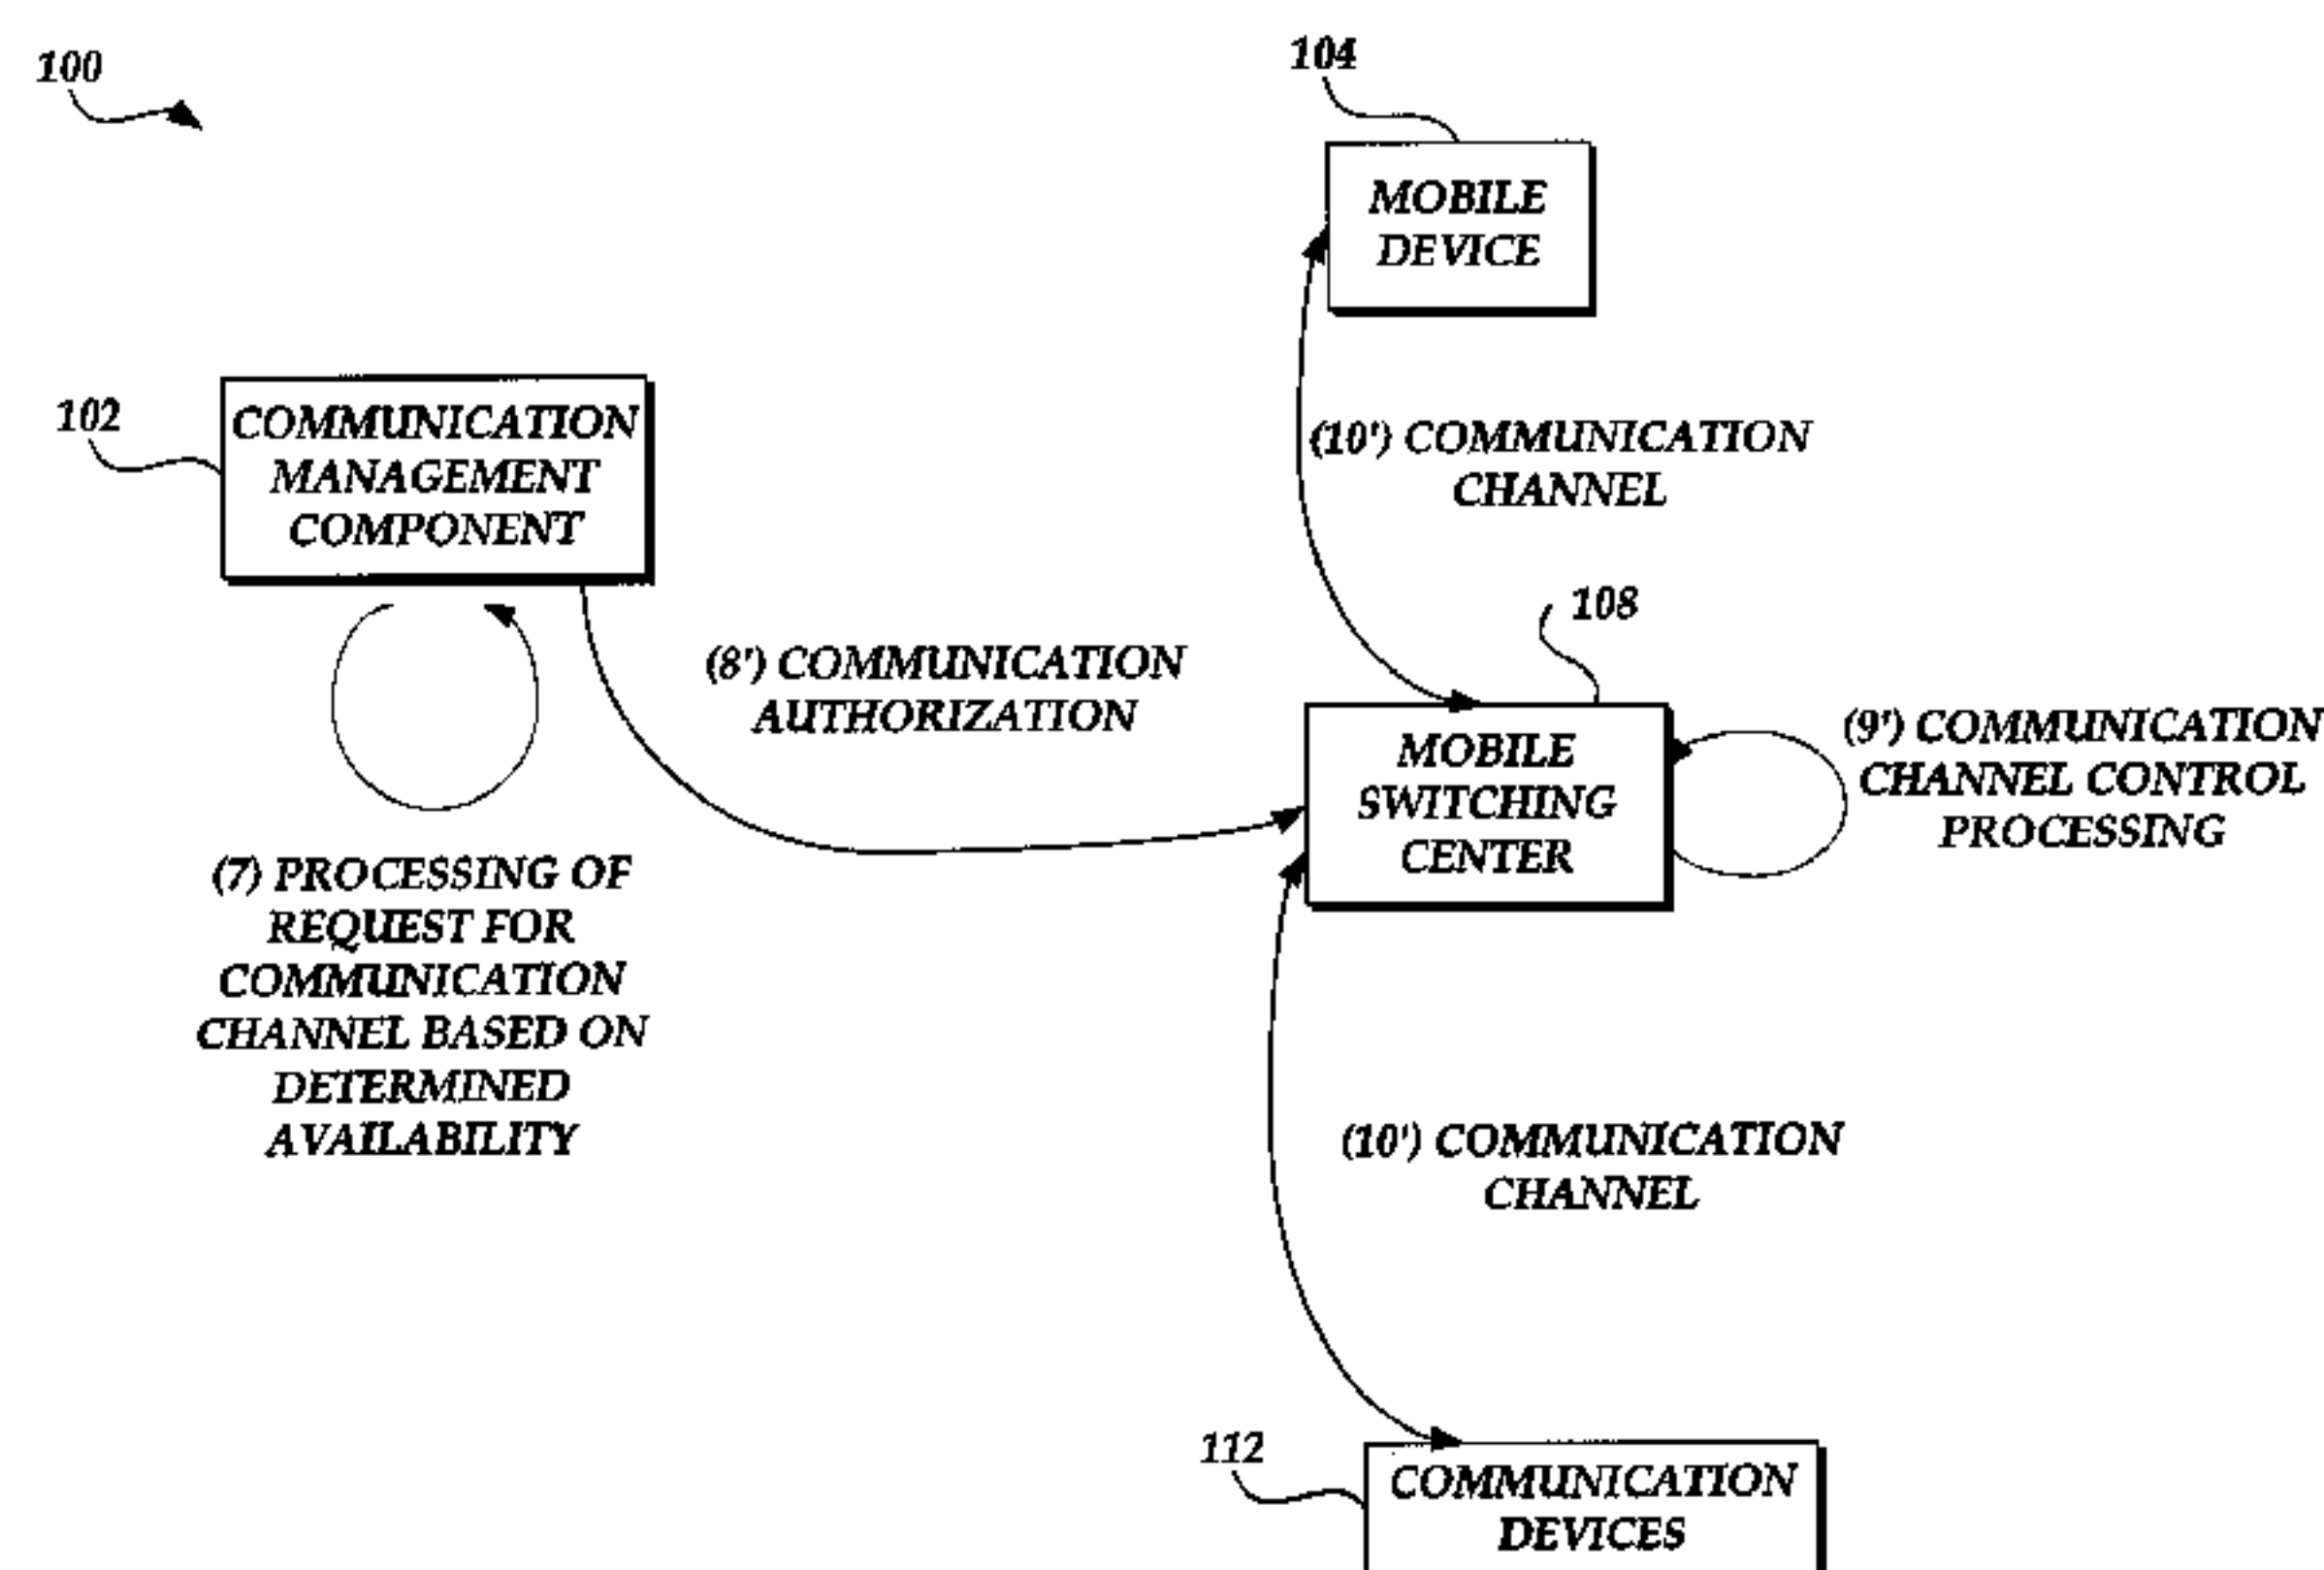 100
104
MOBILE
DEVICE
102
COMMUNICATION
MANAGEMENT
COMPONENT
(10') COMMUNICATION
CHANNEL
108
(8') COMMUNICATION
AUTHORIZATION
MOBILE
SWITCHING
CENTER
(9') COMMUNICATION
CHANNEL CONTROL
PROCESSING
(7) PROCESSING OF
REQUEST FOR
COMMUNICATION
CHANNEL BASED ON
DETERMINED
AVAILABILITY
(10') COMMUNICATION
CHANNEL
112
COMMUNICATION
DEVICES